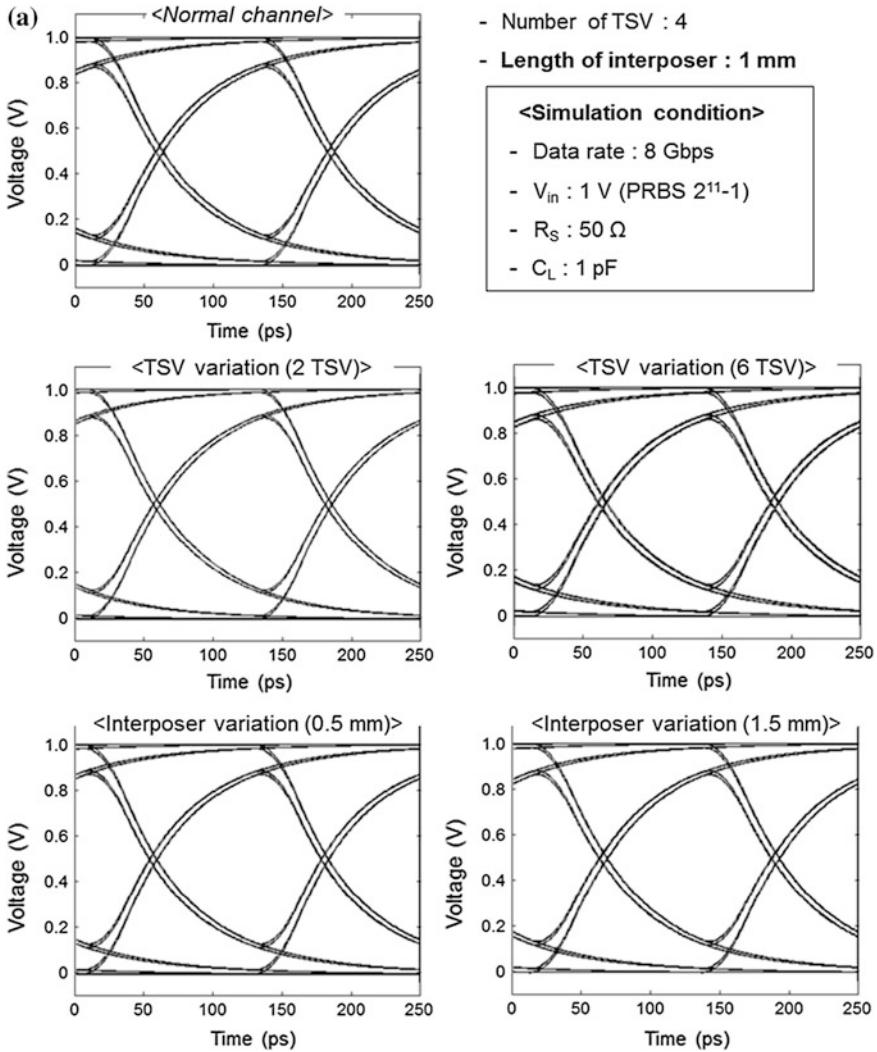 (a)
<Normal channel>
1.0
0.8
0.6
0.4
0.2
0
Voltage (V)
0 50 100 150 200 250
Time (ps)
- Number of TSV : 4
- Length of interposer : 1 mm
<Simulation condition>
- Data rate : 8 Gbps
- Vin : 1 V (PRBS 2¹¹-1)
- RS : 50 Ω
- CL : 1 pF
<TSV variation (2 TSV)>
1.0
0.8
0.6
0.4
0.2
0
Voltage (V)
0 50 100 150 200 250
Time (ps)
<TSV variation (6 TSV)>
1.0
0.8
0.6
0.4
0.2
0
Voltage (V)
0 50 100 150 200 250
Time (ps)
<Interposer variation (0.5 mm)>
1.0
0.8
0.6
0.4
0.2
0
Voltage (V)
0 50 100 150 200 250
Time (ps)
<Interposer variation (1.5 mm)>
1.0
0.8
0.6
0.4
0.2
0
Voltage (V)
0 50 100 150 200 250
Time (ps)